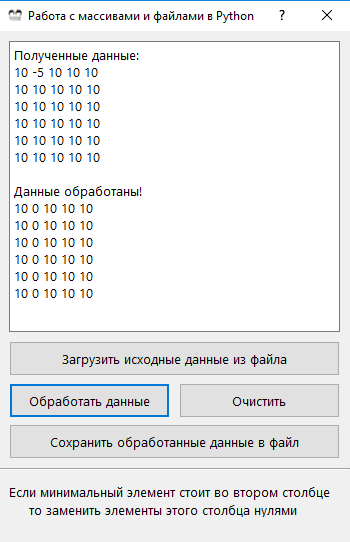 Работа с массивами и файлами в Python ?
Полученные данные:
10 -5 10 10 10
10 10 10 10 10
10 10 10 10 10
10 10 10 10 10
10 10 10 10 10
10 10 10 10 10
Данные обработаны!
10 0 10 10 10
10 0 10 10 10
10 0 10 10 10
10 0 10 10 10
10 0 10 10 10
10 0 10 10 10
Загрузить исходные данные из файла
Обработать данные
Очистить
Сохранить обработанные данные в файл
Если минимальный элемент стоит во втором столбце
то заменить элементы этого столбца нулями